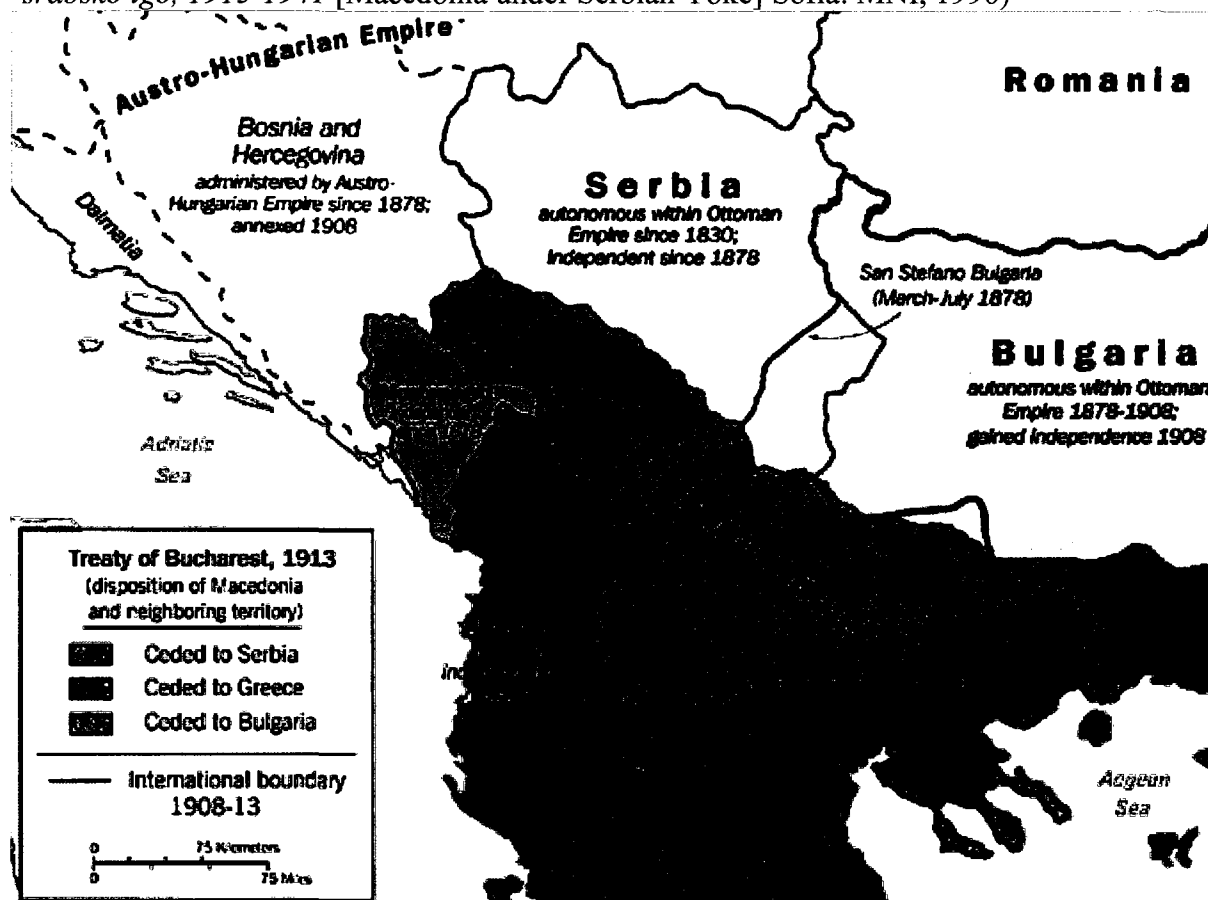 srabsko igo, 1913-1941 [Macedonia under Serbian Yoke] Sofia: MNI, 1990)
Austro-Hungarian Empire
Romania
Bosnia and
Hercegovina
administered by Austro-
Hungarian Empire since 1878;
annexed 1908
Serbia
autonomous within Ottoman
Empire since 1830;
Independent since 1878
Dalmatia
San Stefano Bulgaria
(March-July 1878)
Bulgaria
autonomous within Ottoman
Empire 1878-1908;
gained Independence 1908
Adriatic
Sea
Treaty of Bucharest, 1913
(disposition of Macedonia
and neighboring territory)
Ceded to Serbia
Ceded to Greece
Ceded to Bulgaria
International boundary
1908-13
0 75 Kilometers
0 75 Miles
Aegean
Sea